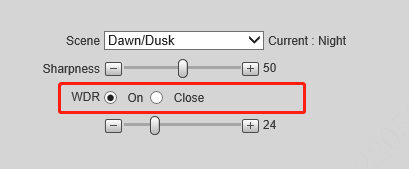 Scene Dawn/Dusk Current : Night
Sharpness 50
WDR On Close
24